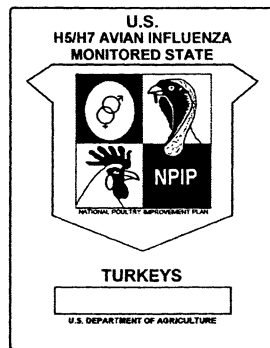 U.S.
H5/H7 AVIAN INFLUENZA
MONITORED STATE
NPIP
NATIONAL POULTRY IMPROVEMENT PLAN
TURKEYS
U.S. DEPARTMENT OF AGRICULTURE